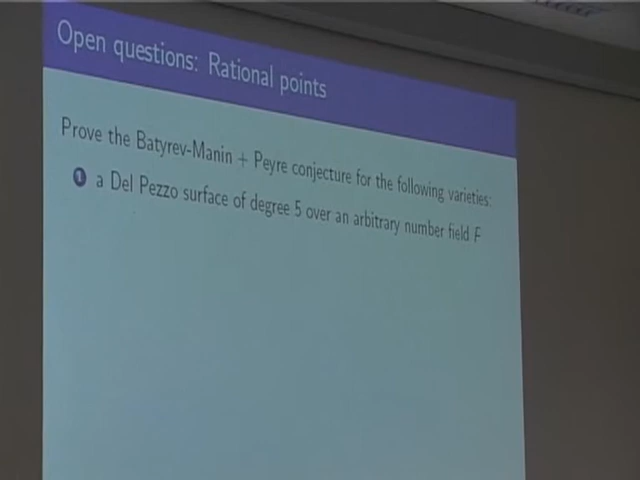 Open questions: Rational points
Prove the Batyrev-Manin + Peyre conjecture for the following varieties:
1 a Del Pezzo surface of degree 5 over an arbitrary number field F